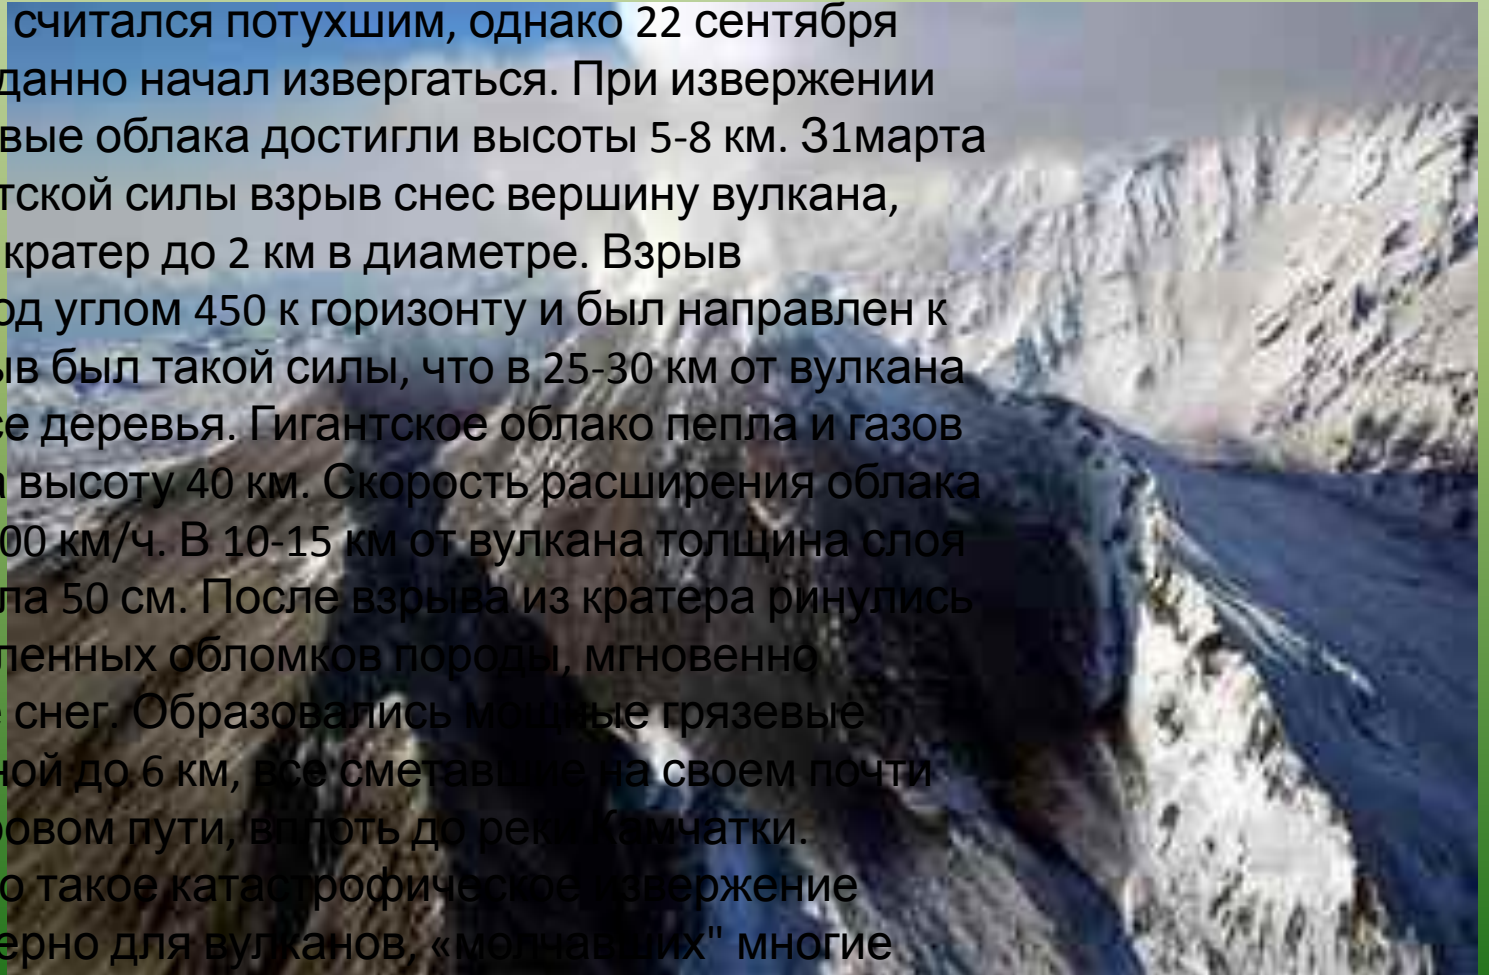 считался потухшим, однако 22 сентября
данно начал извергаться. При извержении
вые облака достигли высоты 5-8 км. 31марта
тской силы взрыв снес вершину вулкана,
кратер до 2 км в диаметре. Взрыв
од углом 450 к горизонту и был направлен к
ыв был такой силы, что в 25-30 км от вулкана
се деревья. Гигантское облако пепла и газов
а высоту 40 км. Скорость расширения облака
00 км/ч. В 10-15 км от вулкана толщина слоя
ла 50 см. После взрыва из кратера ринулись
ленных обломков породы, мгновенно
е снег. Образовались мощные грязевые
ной до 6 км, все сметавшие на своем почти
ровом пути, вплоть до реки Камчатки.
о такое катастрофическое извержение
ерно для вулканов, «молчавших" многие